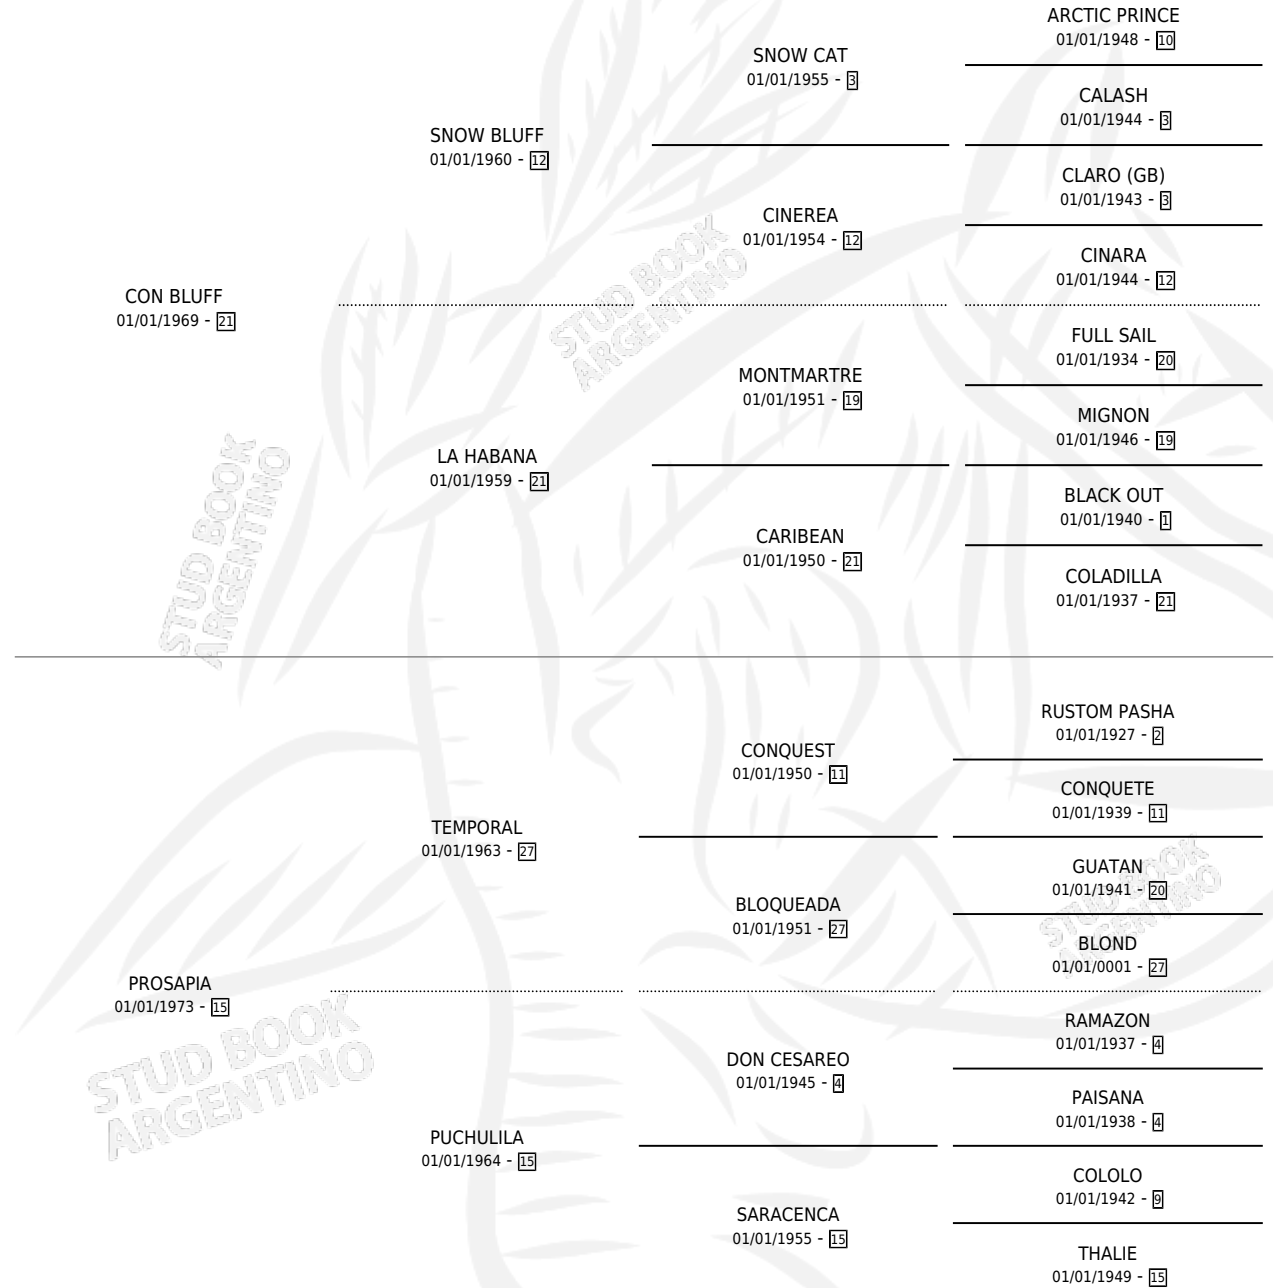 ARCTIC PRINCE
01/01/1948 - 10
SNOW CAT
01/01/1955 - 3
CALASH
01/01/1944 - 3
SNOW BLUFF
01/01/1960 - 12
CLARO (GB)
01/01/1943 - 3
CINEREA
01/01/1954 - 12
CINARA
01/01/1944 - 12
CON BLUFF
01/01/1969 - 21
FULL SAIL
01/01/1934 - 20
MONTMARTRE
01/01/1951 - 19
MIGNON
01/01/1946 - 19
LA HABANA
01/01/1959 - 21
BLACK OUT
01/01/1940 - 1
CARIBEAN
01/01/1950 - 21
COLADILLA
01/01/1937 - 21
RUSTOM PASHA
01/01/1927 - 2
CONQUEST
01/01/1950 - 11
CONQUETE
01/01/1939 - 11
TEMPORAL
01/01/1963 - 27
GUATAN
01/01/1941 - 20
BLOQUEADA
01/01/1951 - 27
BLOND
01/01/0001 - 27
PROSAPIA
01/01/1973 - 15
RAMAZON
01/01/1937 - 4
DON CESAREO
01/01/1945 - 4
PAISANA
01/01/1938 - 4
PUCHULILA
01/01/1964 - 15
COLOLO
01/01/1942 - 9
SARACENCA
01/01/1955 - 15
THALIE
01/01/1949 - 15
STUD BOOK
ARGENTINO
STUD BOOK
ARGENTINO
STUD BOOK
ARGENTINO
STUD BOOK
ARGENTINO